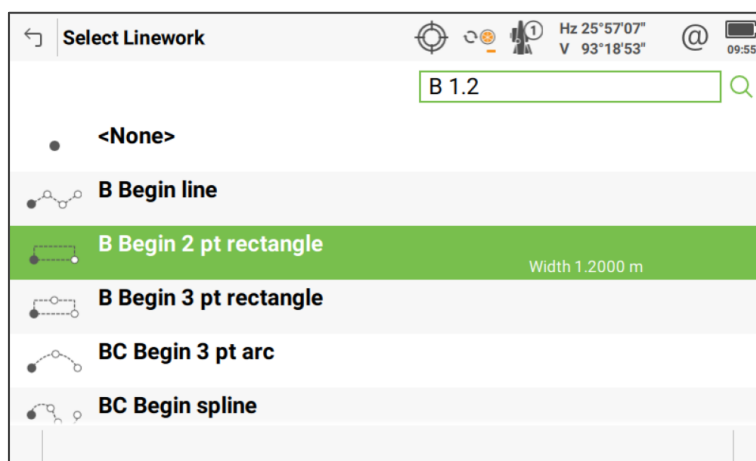 Select Linework
1
Hz 25°57'07"
V 93°18'53"
@
09:55
B 1.2
<None>
B Begin line
B Begin 2 pt rectangle
Width 1.2000 m
B Begin 3 pt rectangle
BC Begin 3 pt arc
BC Begin spline